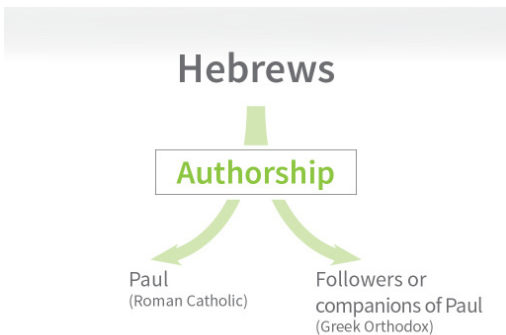 Hebrews
Authorship
Paul
(Roman Catholic)
Followers or
companions of Paul
(Greek Orthodox)